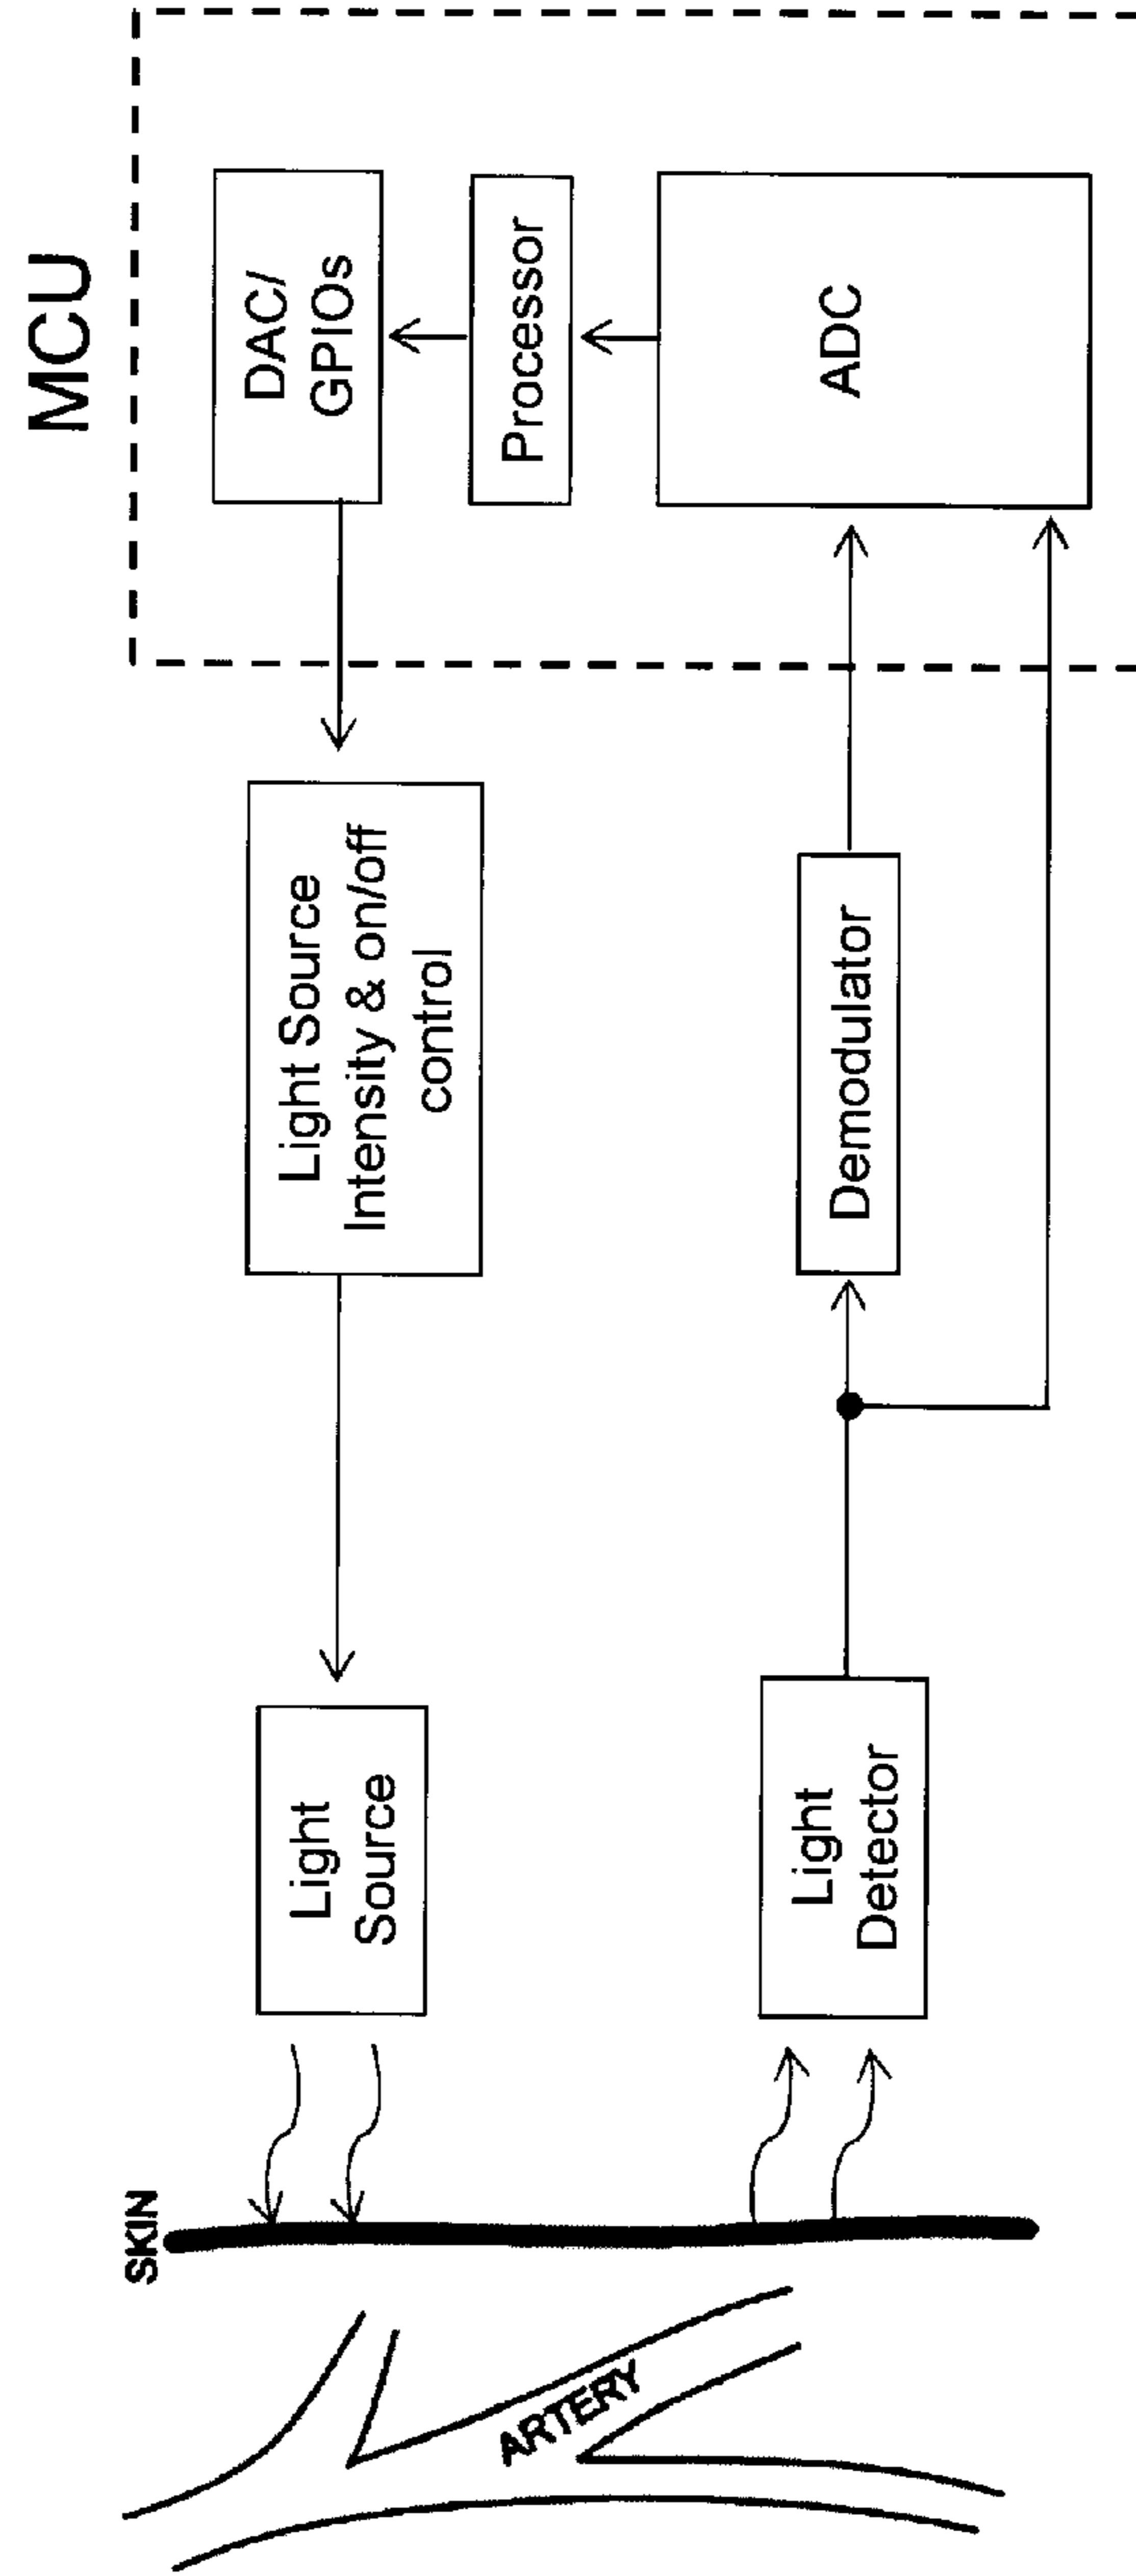 MCU
SKIN
Light
Source
Light Source
Intensity & on/off
control
DAC/
GPIOs
Processor
ARTERY
Light
Detector
Demodulator
ADC